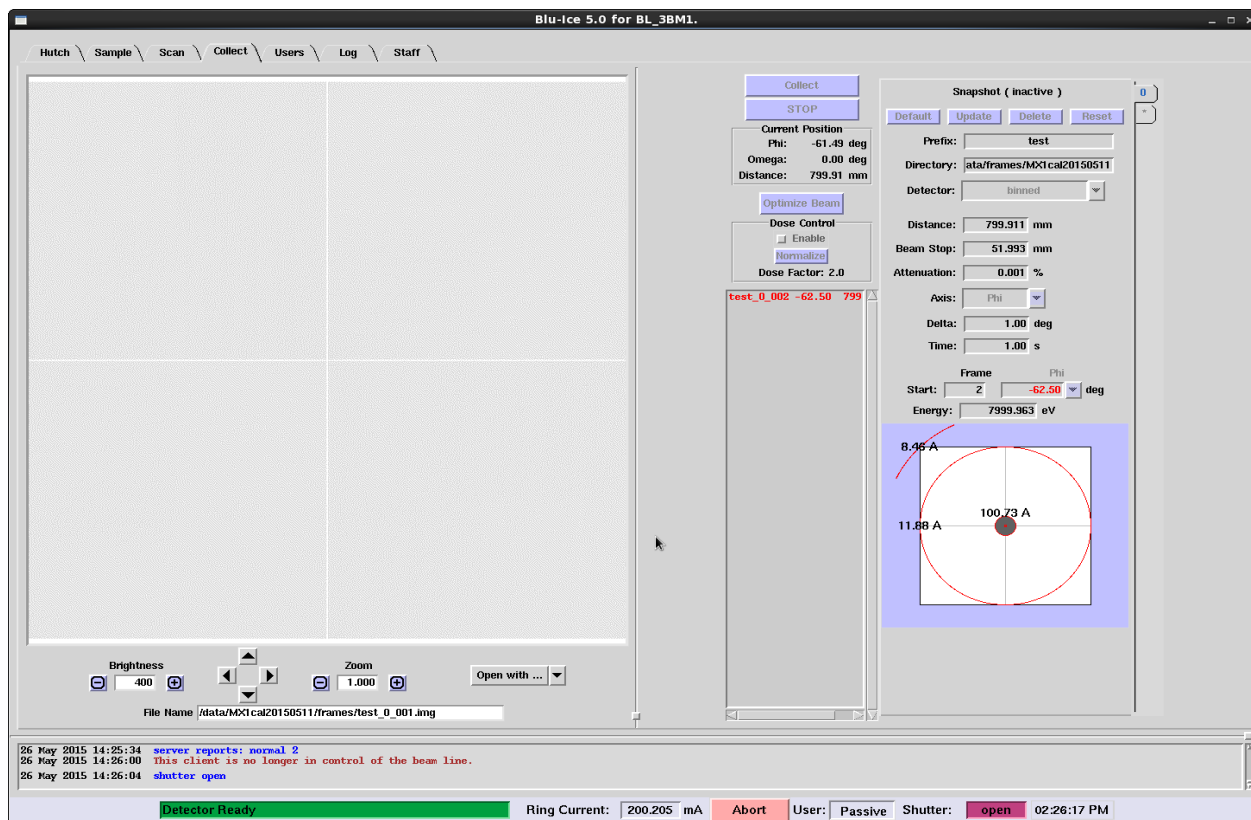 Blu-Ice 5.0 for BL_3BM1.
Hutch Sample Scan Collect Users Log Staff
Collect
STOP
Current Position
Phi: -61.49 deg
Omega: 0.00 deg
Distance: 799.91 mm
Optimize Beam
Dose Control
Enable
Normalize
Dose Factor: 2.0
test_0_002 -62.50 799
Snapshot ( inactive )
Default Update Delete Reset
Prefix: test
Directory: ata/frames/MX1cal20150511
Detector: binned
Distance: 799.911 mm
Beam Stop: 51.993 mm
Attenuation: 0.001 %
Axis: Phi
Delta: 1.00 deg
Time: 1.00 s
Frame Phi
Start: 2 -62.50 deg
Energy: 7999.963 eV
8.46 A
100.73 A
11.88 A
0
*
Brightness
400
Zoom
1.000
Open with ...
File Name /data/MX1cal20150511/frames/test_0_001.img
26 May 2015 14:25:34 server reports: normal 2
26 May 2015 14:26:00 This client is no longer in control of the beam line.
26 May 2015 14:26:04 shutter open
Detector Ready Ring Current: 200.205 mA Abort User: Passive Shutter: open 02:26:17 PM